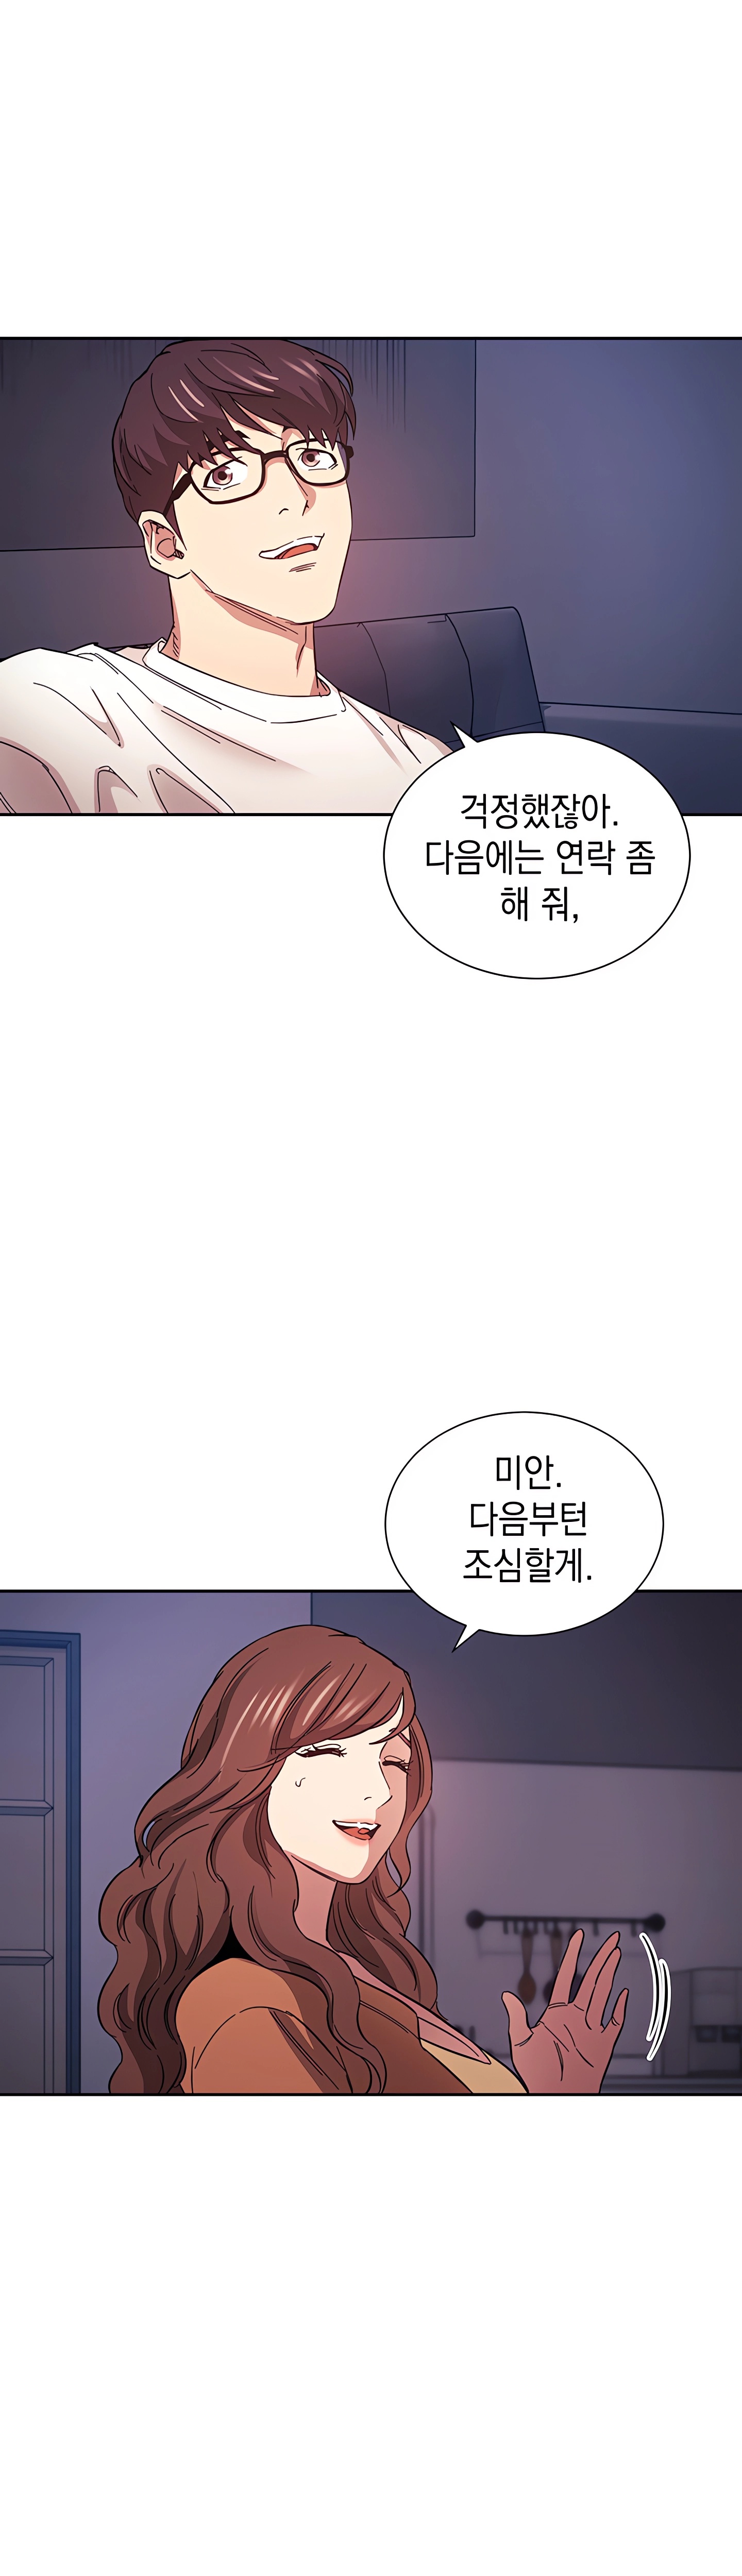 걱정했잖아.
다음에는 연락 좀
해 줘,
미안.
다음부턴
조심할게.